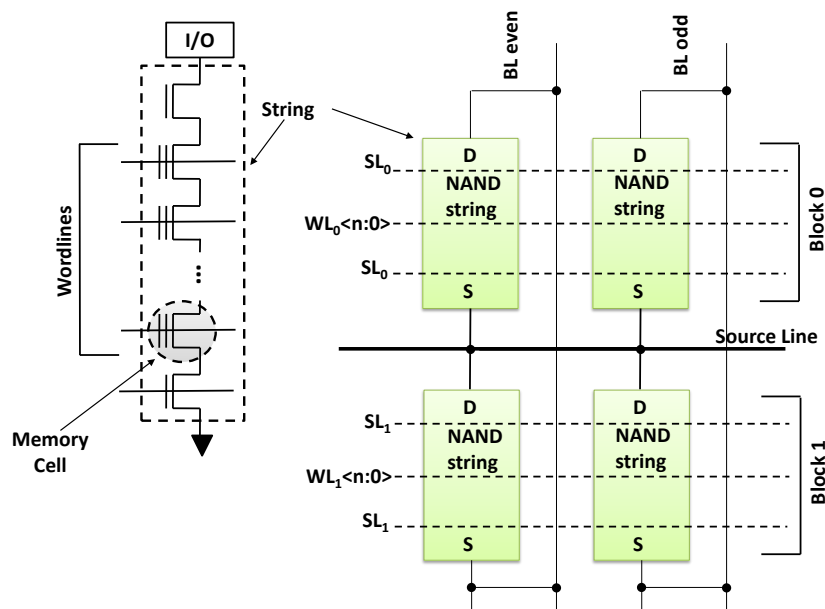 I/O
String
Wordlines
...
Memory
Cell
BL even
BL odd
D
NAND
string
S
D
NAND
string
S
SL₀
WL₀<n:0>
SL₀
Block 0
Source Line
D
NAND
string
S
D
NAND
string
S
SL₁
WL₁<n:0>
SL₁
Block 1